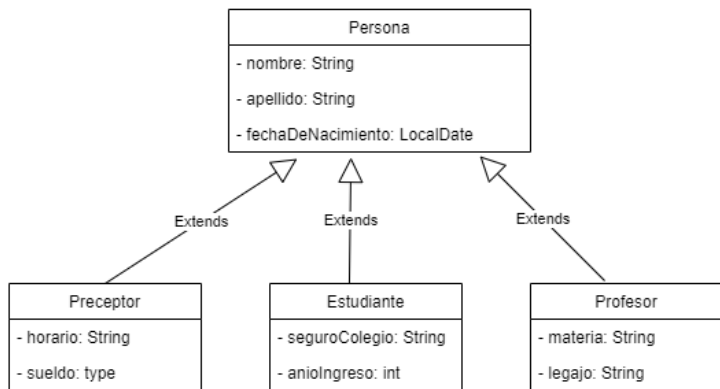 Persona
- nombre: String
- apellido: String
- fechaDeNacimiento: LocalDate
Extends
Extends
Extends
Preceptor
- horario: String
- sueldo: type
Estudiante
- seguroColegio: String
- anioIngreso: int
Profesor
- materia: String
- legajo: String